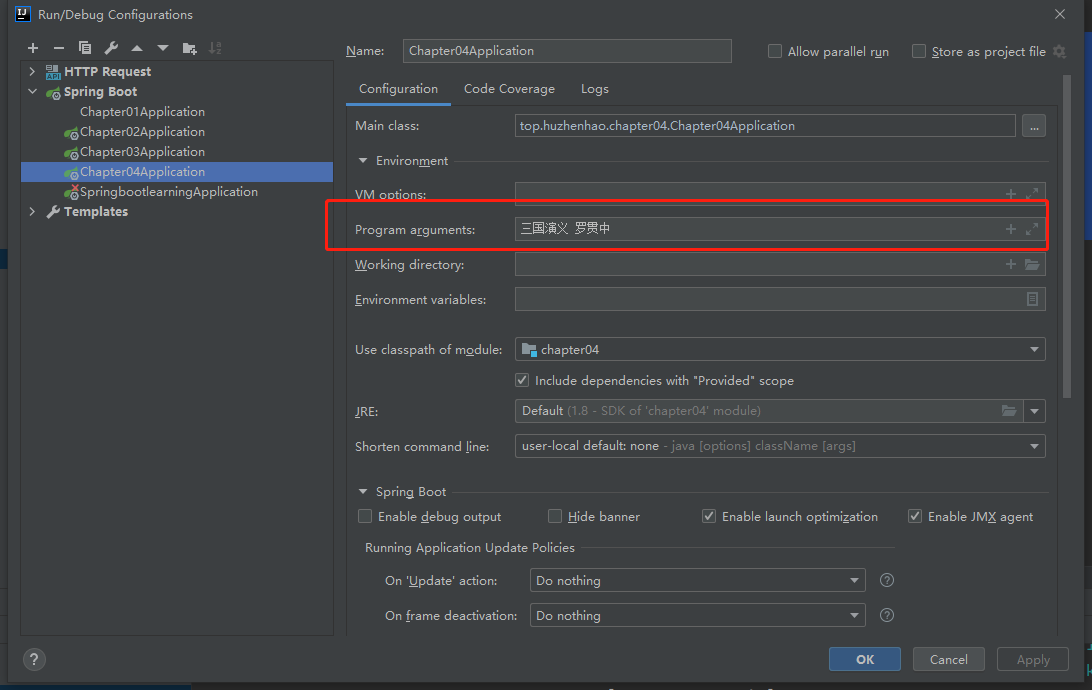 Run/Debug Configurations
HTTP Request
Spring Boot
Chapter01Application
Chapter02Application
Chapter03Application
Chapter04Application
SpringbootlearningApplication
Templates
Name: Chapter04Application
Allow parallel run
Store as project file
Configuration Code Coverage Logs
Main class: top.huzhenhao.chapter04.Chapter04Application ...
Environment
VM options:
Program arguments: 三国演义 罗贯中
Working directory:
Environment variables:
Use classpath of module: chapter04
Include dependencies with "Provided" scope
JRE: Default (1.8 - SDK of 'chapter04' module)
Shorten command line: user-local default: none - java [options] className [args]
Spring Boot
Enable debug output Hide banner Enable launch optimization Enable JMX agent
Running Application Update Policies
On 'Update' action: Do nothing ?
On frame deactivation: Do nothing ?
? OK Cancel Apply